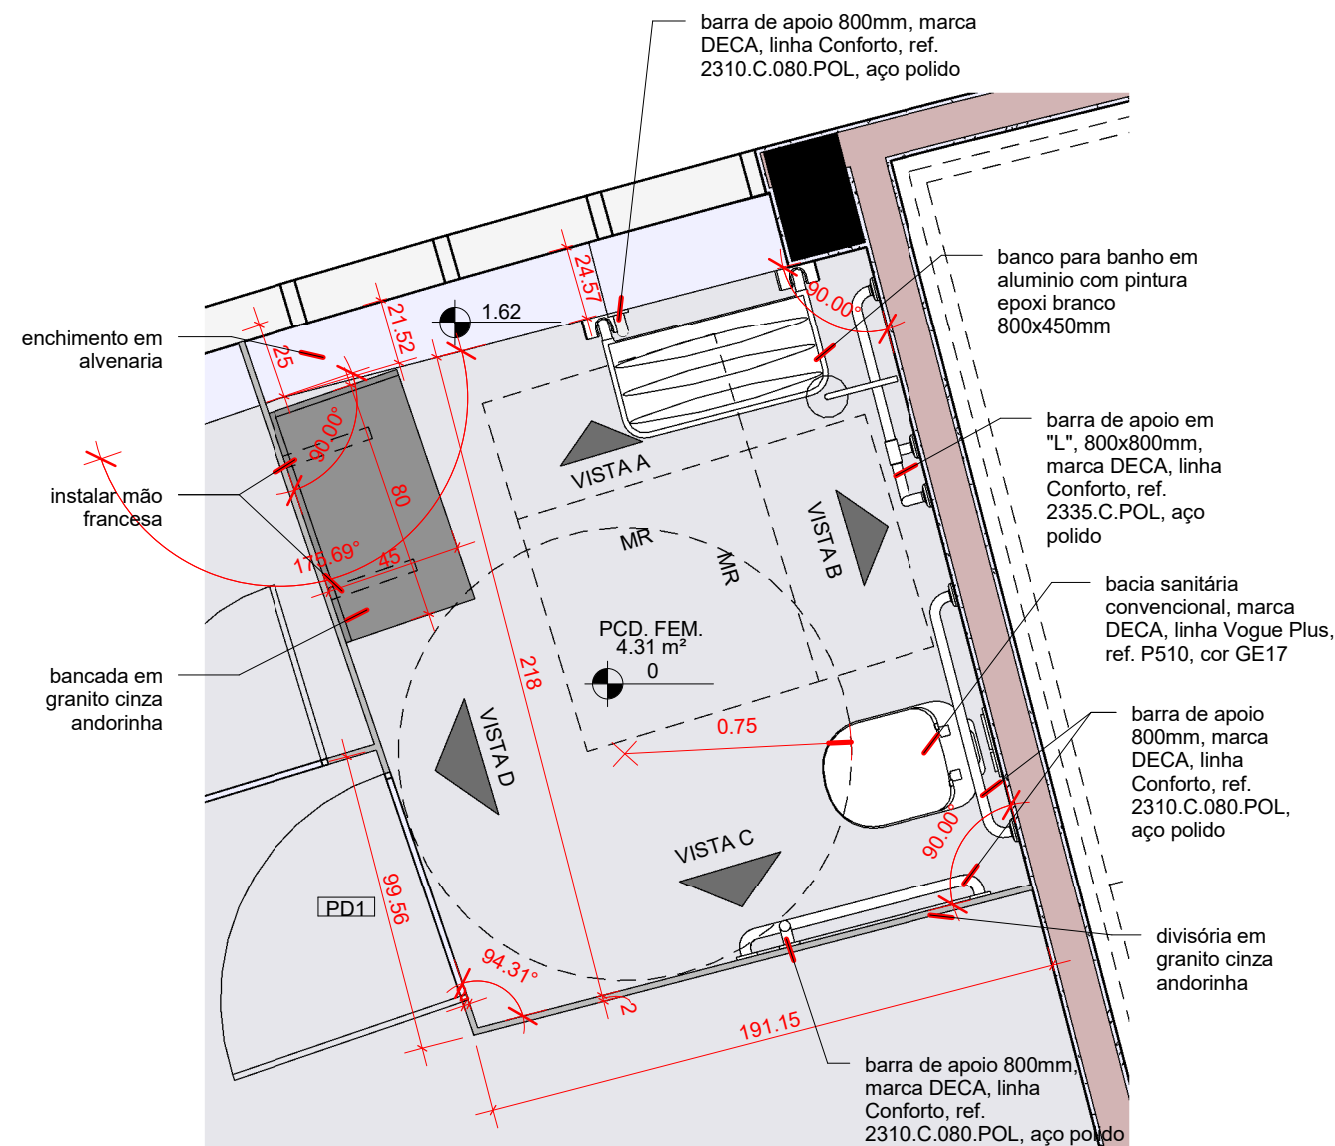 barra de apoio 800mm, marca
DECA, linha Conforto, ref.
2310.C.080.POL, aço polido
banco para banho em
aluminio com pintura
epoxi branco
800x450mm
enchimento em
alvenaria
1.62
24.57
21.52
25
90.00°
90.00°
barra de apoio em
"L", 800x800mm,
marca DECA, linha
Conforto, ref.
2335.C.POL, aço
polido
instalar mão
francesa
VISTA A
VISTA B
MR
MR
80
45
175.69°
bacia sanitária
convencional, marca
DECA, linha Vogue Plus,
ref. P510, cor GE17
PCD. FEM.
4.31 m²
0
218
bancada em
granito cinza
andorinha
0.75
VISTA D
barra de apoio
800mm, marca
DECA, linha
Conforto, ref.
2310.C.080.POL,
aço polido
90.00°
VISTA C
99.56
PD1
94.31°
2
191.15
divisória em
granito cinza
andorinha
barra de apoio 800mm,
marca DECA, linha
Conforto, ref.
2310.C.080.POL, aço polido